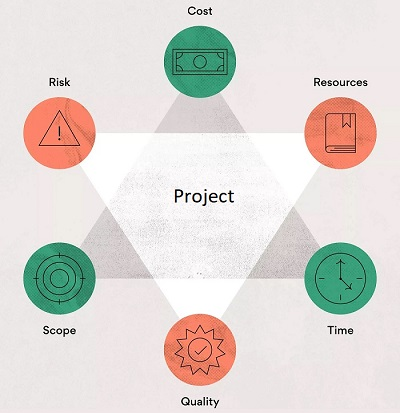 Cost
Risk
Resources
Project
Scope
Time
Quality